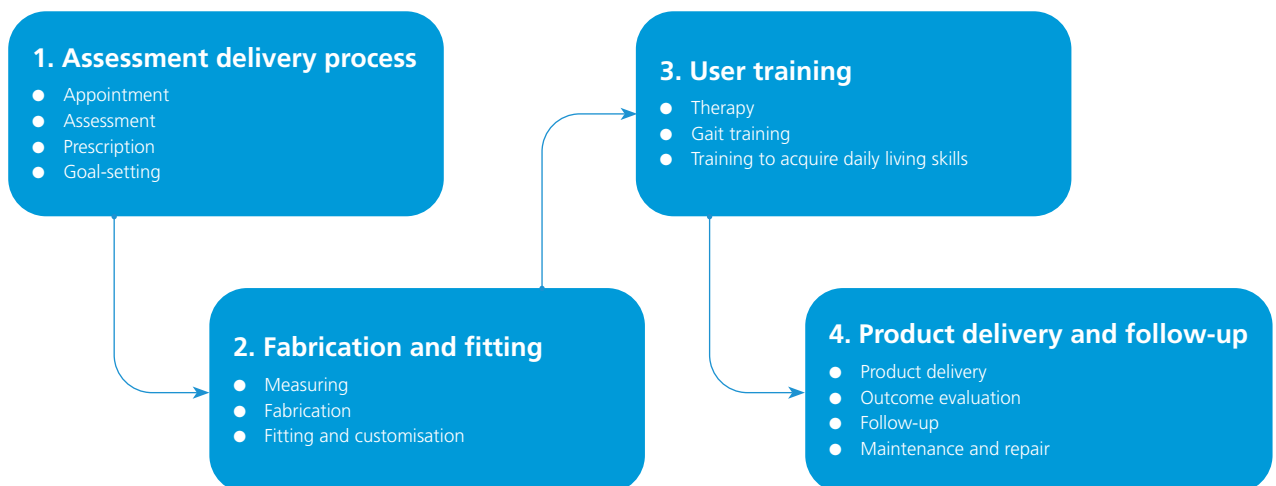 1. Assessment delivery process
● Appointment
● Assessment
● Prescription
● Goal-setting
2. Fabrication and fitting
● Measuring
● Fabrication
● Fitting and customisation
3. User training
● Therapy
● Gait training
● Training to acquire daily living skills
4. Product delivery and follow-up
● Product delivery
● Outcome evaluation
● Follow-up
● Maintenance and repair